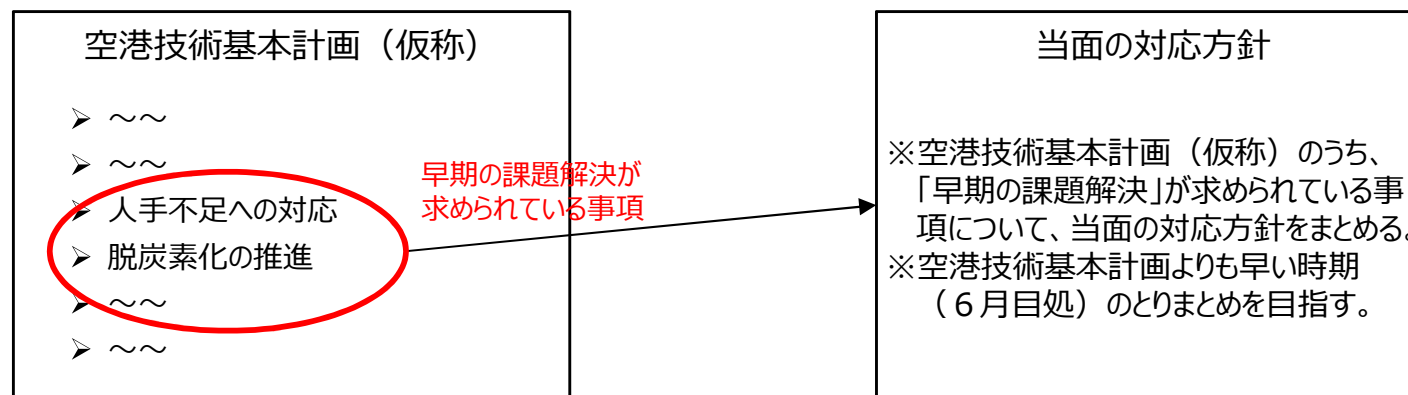 空港技術基本計画（仮称）
➢ ～～
➢ ～～
➢ 人手不足への対応
➢ 脱炭素化の推進
➢ ～～
➢ ～～
早期の課題解決が
求められている事項
当面の対応方針
※空港技術基本計画（仮称）のうち、
「早期の課題解決」が求められている事
項について、当面の対応方針をまとめる。
※空港技術基本計画よりも早い時期
（６月目処）のとりまとめを目指す。